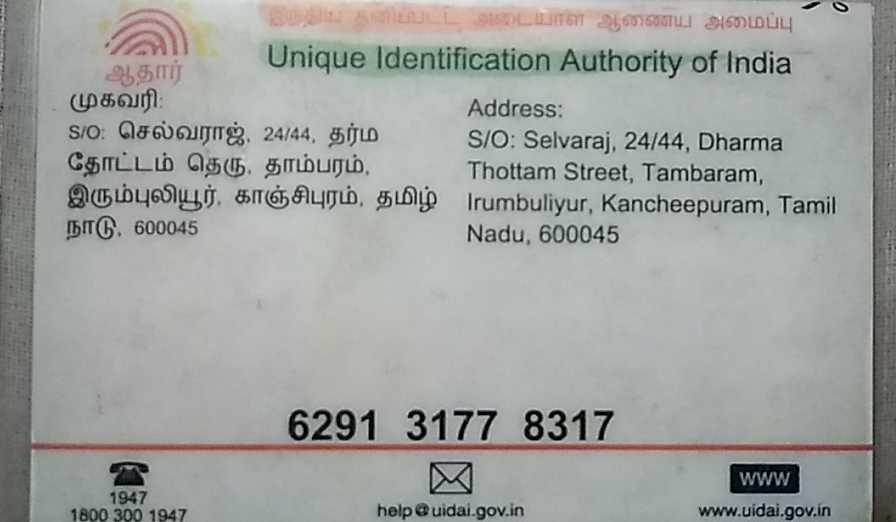 இந்திய தனிப்பட்ட அடையாள ஆணைய அமைப்பு
Unique Identification Authority of India
ஆதார்
முகவரி:
S/O: செல்வராஜ், 24/44, தர்ம
தோட்டம் தெரு, தாம்பரம்,
இரும்புலியூர், காஞ்சிபுரம், தமிழ்
நாடு, 600045
Address:
S/O: Selvaraj, 24/44, Dharma
Thottam Street, Tambaram,
Irumbuliyur, Kancheepuram, Tamil
Nadu, 600045
6291 3177 8317
1947
1800 300 1947
help@uidai.gov.in
www
www.uidai.gov.in